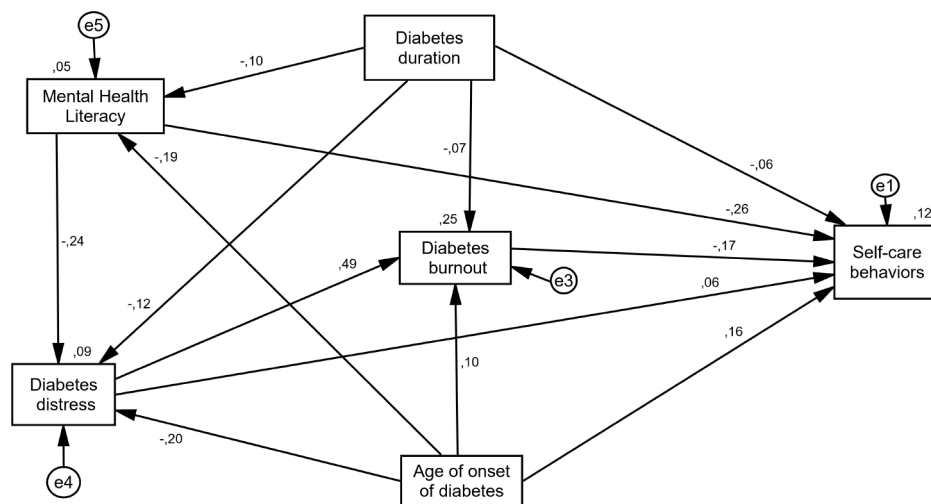 e5
,05
Mental Health
Literacy
Diabetes
duration
-,10
-,19
-,07
-,06
-,26
e1
,12
Self-care
behaviors
-,24
,25
Diabetes
burnout
-,17
e3
,49
,06
-,12
,09
Diabetes
distress
,10
,16
-,20
e4
Age of onset
of diabetes